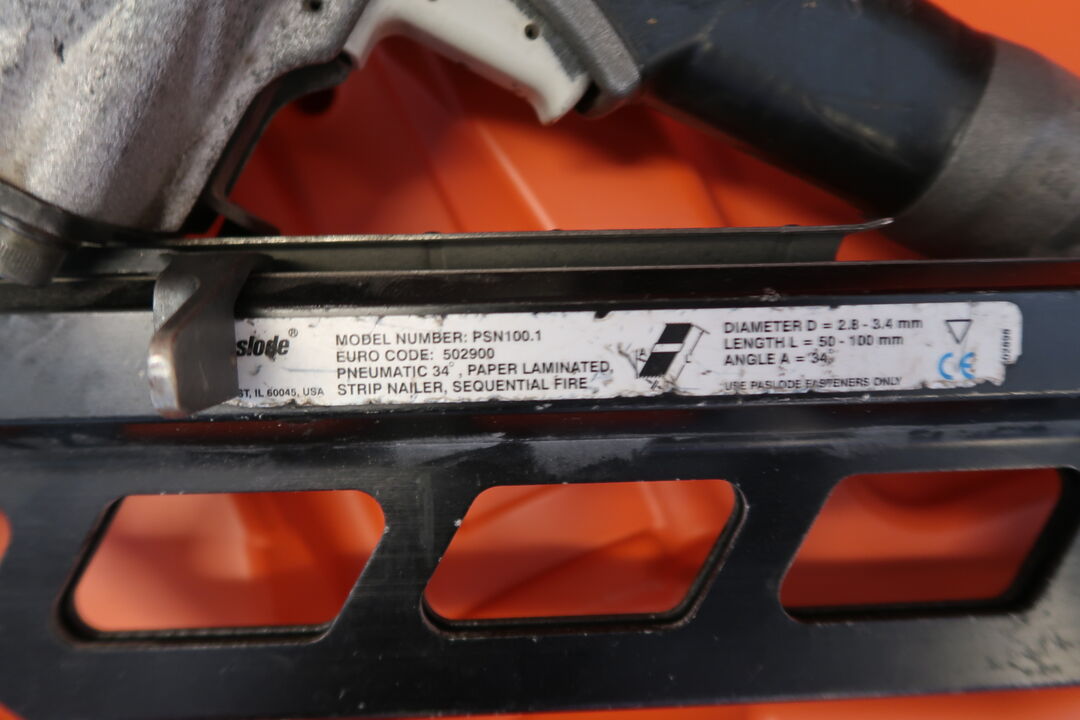 slode®
ST, IL 60045, USA
MODEL NUMBER: PSN100.1
EURO CODE: 502900
PNEUMATIC 34°, PAPER LAMINATED,
STRIP NAILER, SEQUENTIAL FIRE
DIAMETER D = 2.8 - 3.4 mm
LENGTH L = 50 - 100 mm
ANGLE A = 34°
USE PASLODE FASTENERS ONLY
CE